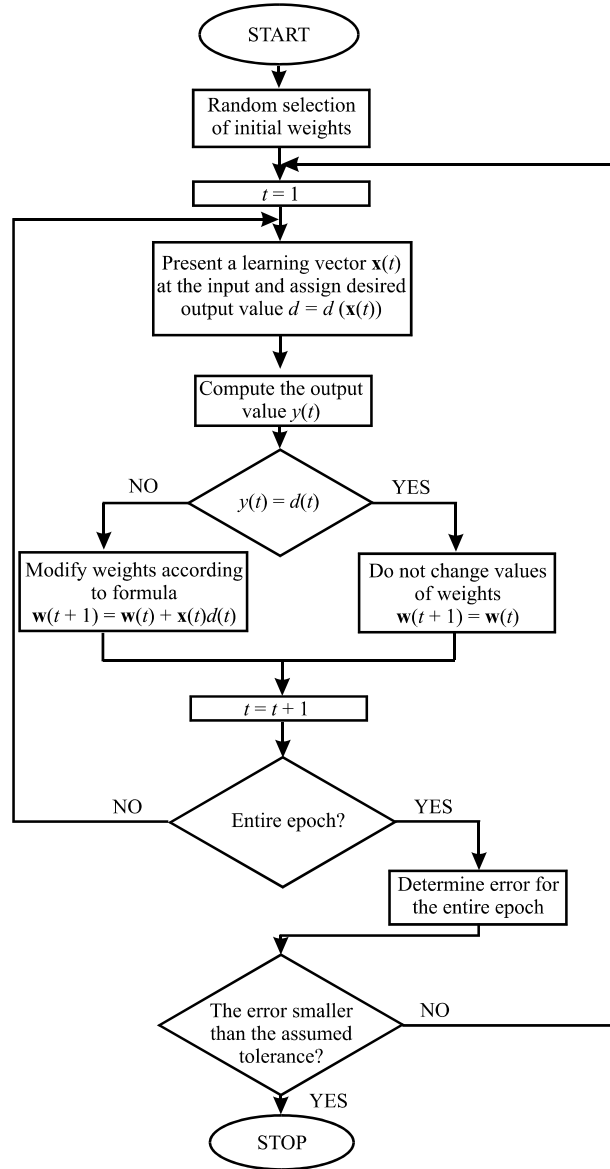 START
Random selection
of initial weights
t = 1
Present a learning vector x(t)
at the input and assign desired
output value d = d (x(t))
Compute the output
value y(t)
NO
y(t) = d(t)
YES
Modify weights according
to formula
w(t + 1) = w(t) + x(t)d(t)
Do not change values
of weights
w(t + 1) = w(t)
t = t + 1
NO
Entire epoch?
YES
Determine error for
the entire epoch
The error smaller
than the assumed
tolerance?
NO
YES
STOP